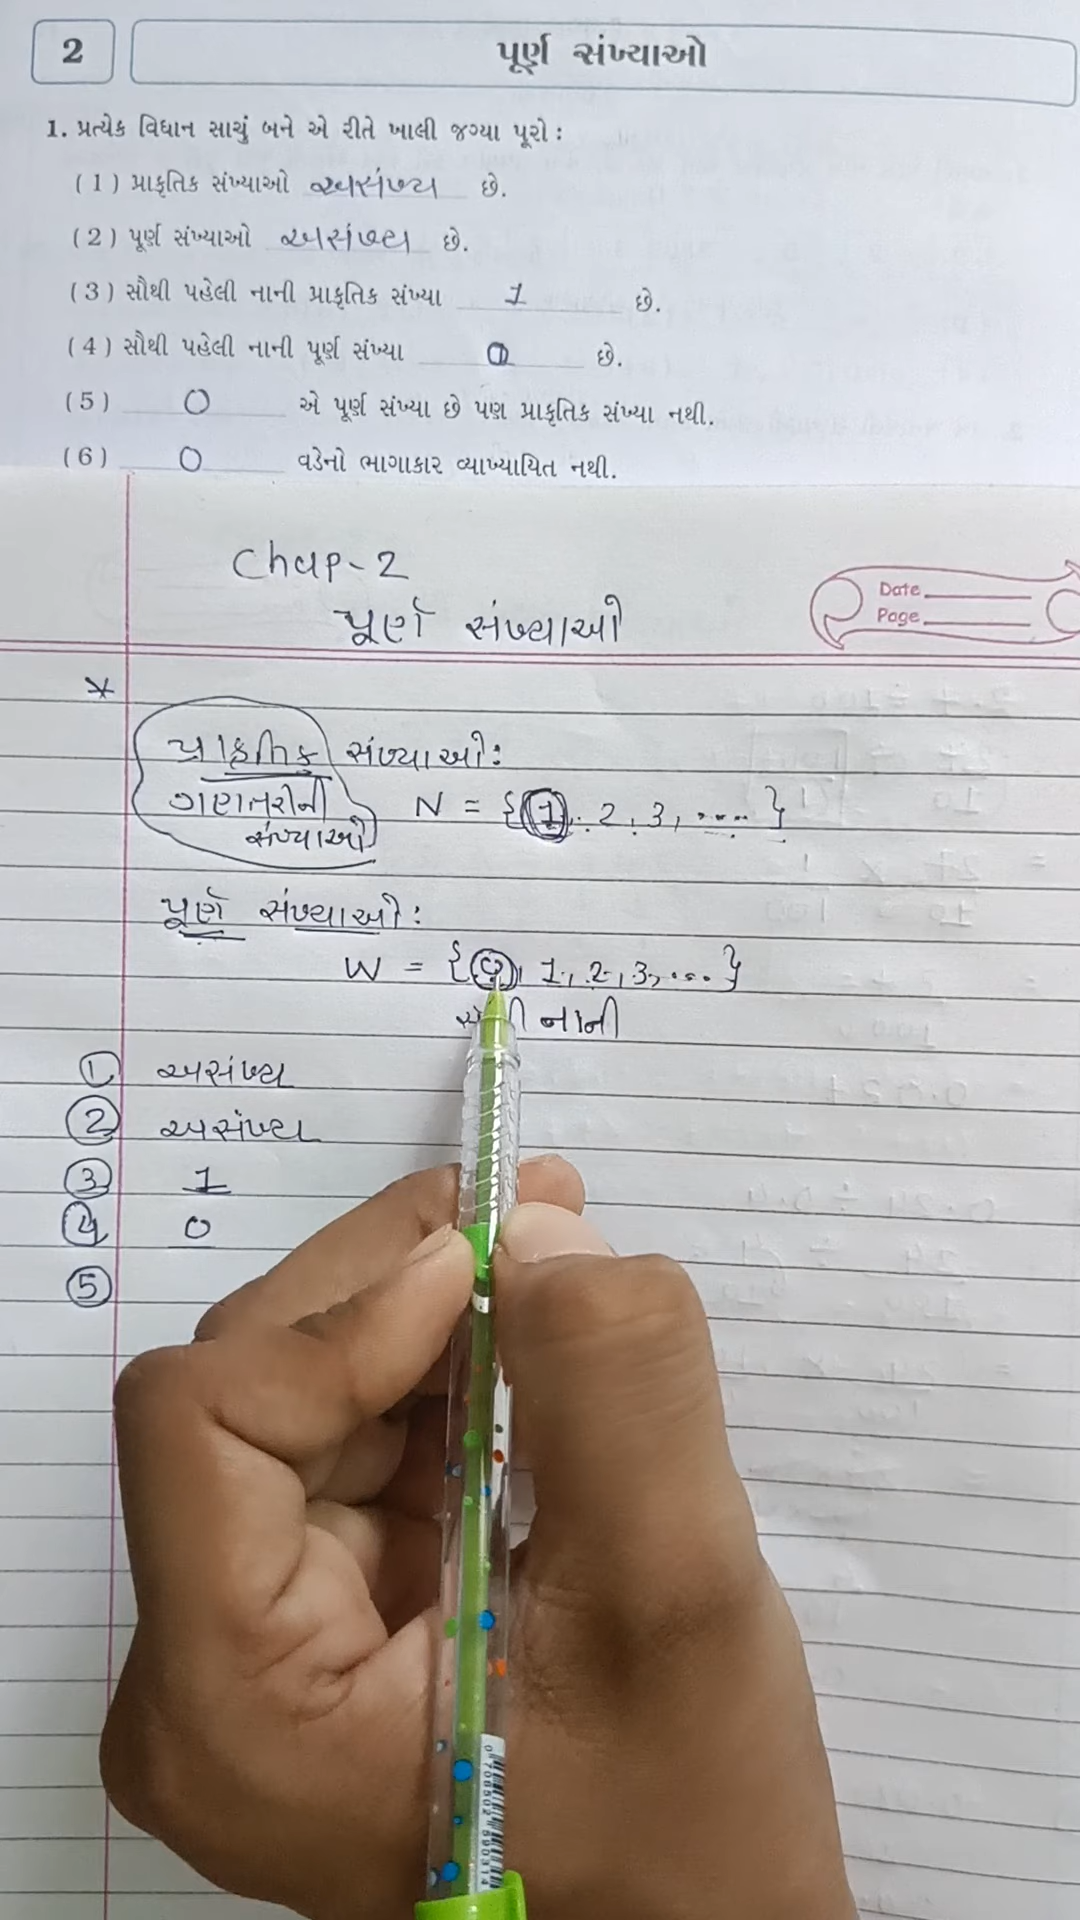 2 પૂર્ણ સંખ્યાઓ
1. પ્રત્યેક વિધાન સાચું બને એ રીતે ખાલી જગ્યા પૂરો :
(1) પ્રાકૃતિક સંખ્યાઓ અસંખ્ય છે.
(2) પૂર્ણ સંખ્યાઓ અસંખ્ય છે.
(3) સૌથી પહેલી નાની પ્રાકૃતિક સંખ્યા 1 છે.
(4) સૌથી પહેલી નાની પૂર્ણ સંખ્યા 0 છે.
(5) 0 એ પૂર્ણ સંખ્યા છે પણ પ્રાકૃતિક સંખ્યા નથી.
(6) 0 વડેનો ભાગાકાર વ્યાખ્યાયિત નથી.
Chap-2
પૂર્ણ સંખ્યાઓ
Date
Page
* પ્રાકૃતિક સંખ્યાઓ:
ગણતરીની N = {1, 2, 3, .... }
સંખ્યાઓ
પૂર્ણ સંખ્યાઓ:
W = {0, 1, 2, 3, ... }
નાની
1 અસંખ્ય
2 અસંખ્ય
3 1
4 0
5